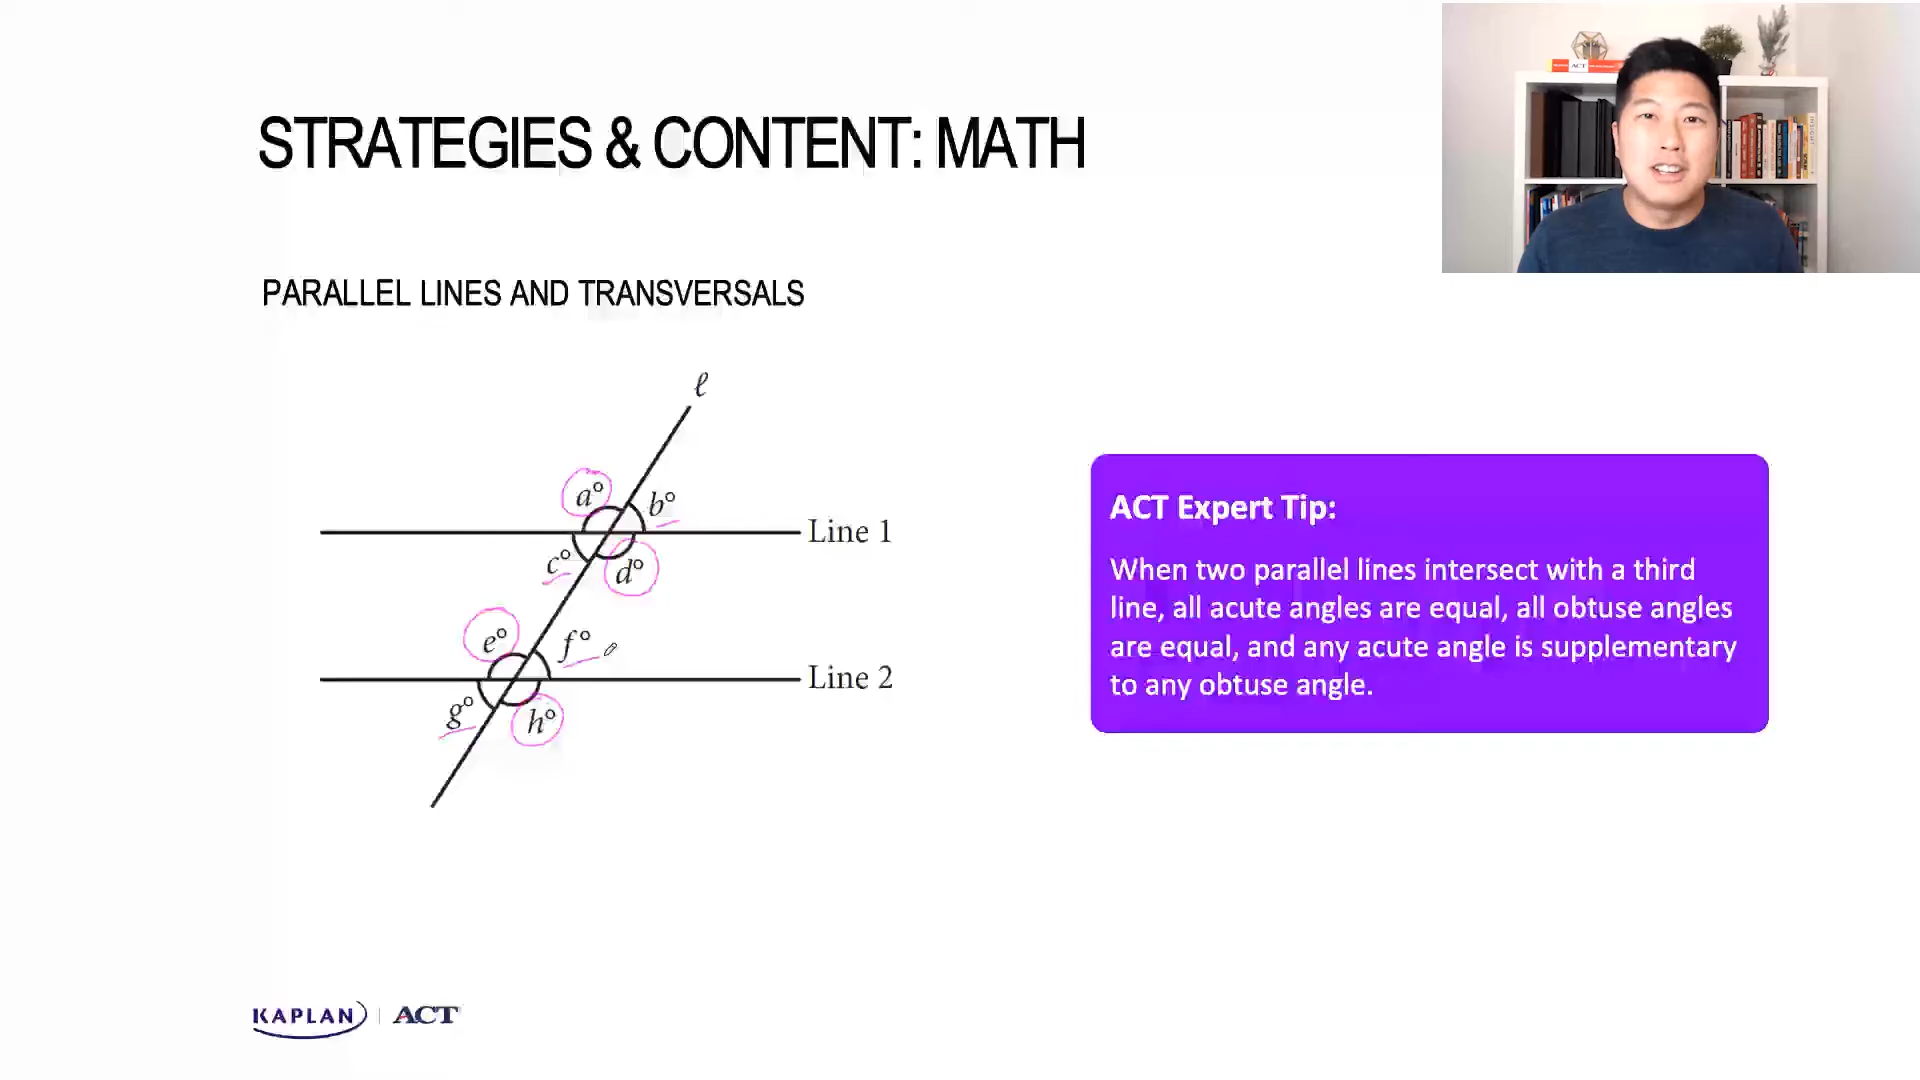 STRATEGIES & CONTENT: MATH
ACT
PARALLEL LINES AND TRANSVERSALS
ℓ
a°
b°
Line 1
c°
d°
e°
f°
Line 2
g°
h°
ACT Expert Tip:
When two parallel lines intersect with a third
line, all acute angles are equal, all obtuse angles
are equal, and any acute angle is supplementary
to any obtuse angle.
KAPLAN | ACT